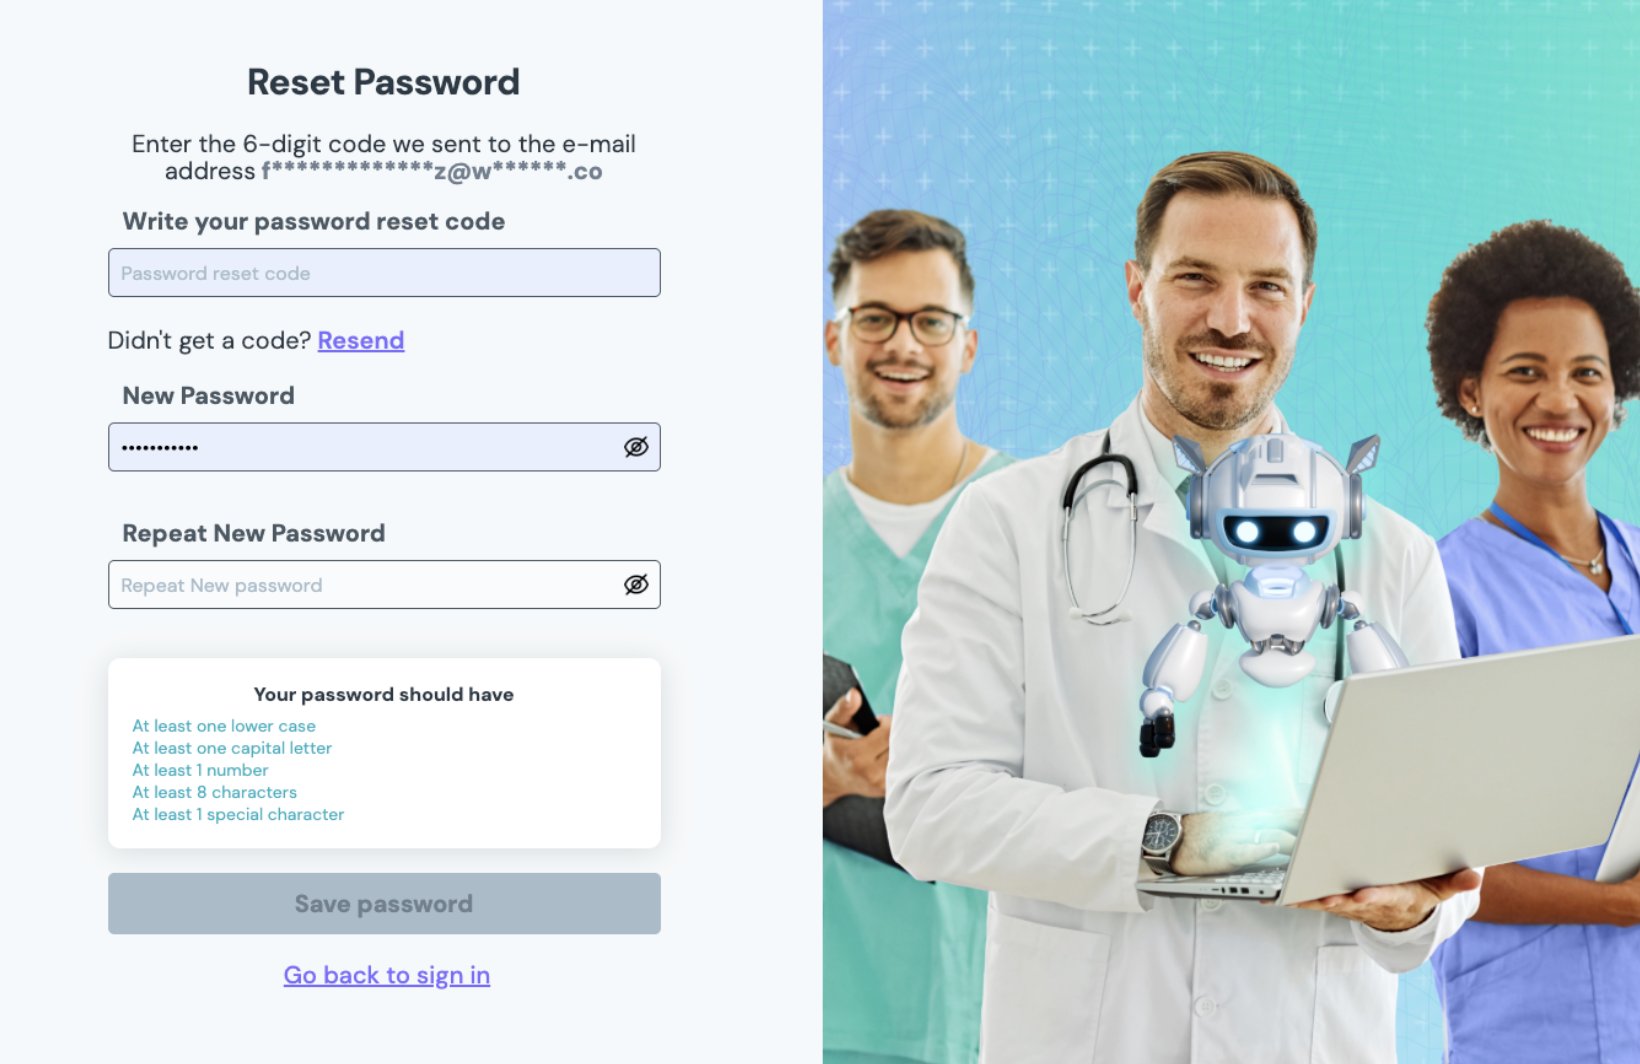 Reset Password
Enter the 6-digit code we sent to the e-mail
address f*************z@w******.co
Write your password reset code
Password reset code
Didn't get a code? Resend
New Password
•••••••••••
Repeat New Password
Repeat New password
Your password should have
At least one lower case
At least one capital letter
At least 1 number
At least 8 characters
At least 1 special character
Save password
Go back to sign in